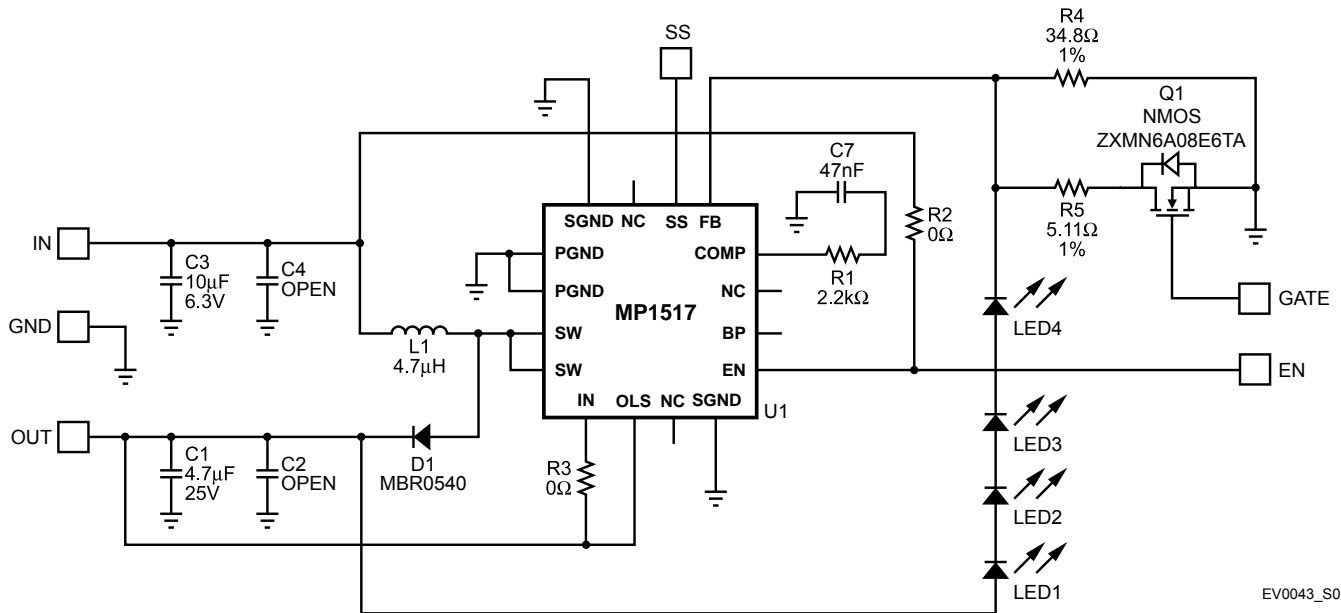 SS
R4
34.8Ω
1%
Q1
NMOS
ZXMN6A08E6TA
C7
47nF
R2
0Ω
R5
5.11Ω
1%
SGND NC SS FB
IN
C3
10μF
6.3V
C4
OPEN
PGND
COMP
R1
2.2kΩ
PGND
NC
GATE
MP1517
GND
L1
4.7μH
SW
BP
LED4
SW
EN
EN
IN OLS NC SGND
U1
OUT
C1
4.7μF
25V
C2
OPEN
D1
MBR0540
R3
0Ω
LED3
LED2
LED1
EV0043_S0